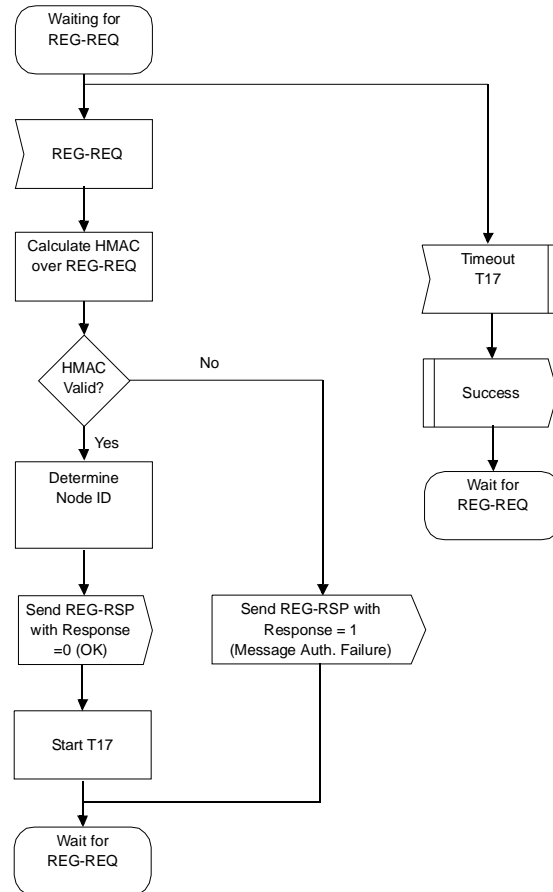 Waiting for
REG-REQ
REG-REQ
Calculate HMAC
over REG-REQ
HMAC
Valid?
No
Yes
Determine
Node ID
Send REG-RSP
with Response
=0 (OK)
Send REG-RSP with
Response = 1
(Message Auth. Failure)
Start T17
Wait for
REG-REQ
Timeout
T17
Success
Wait for
REG-REQ